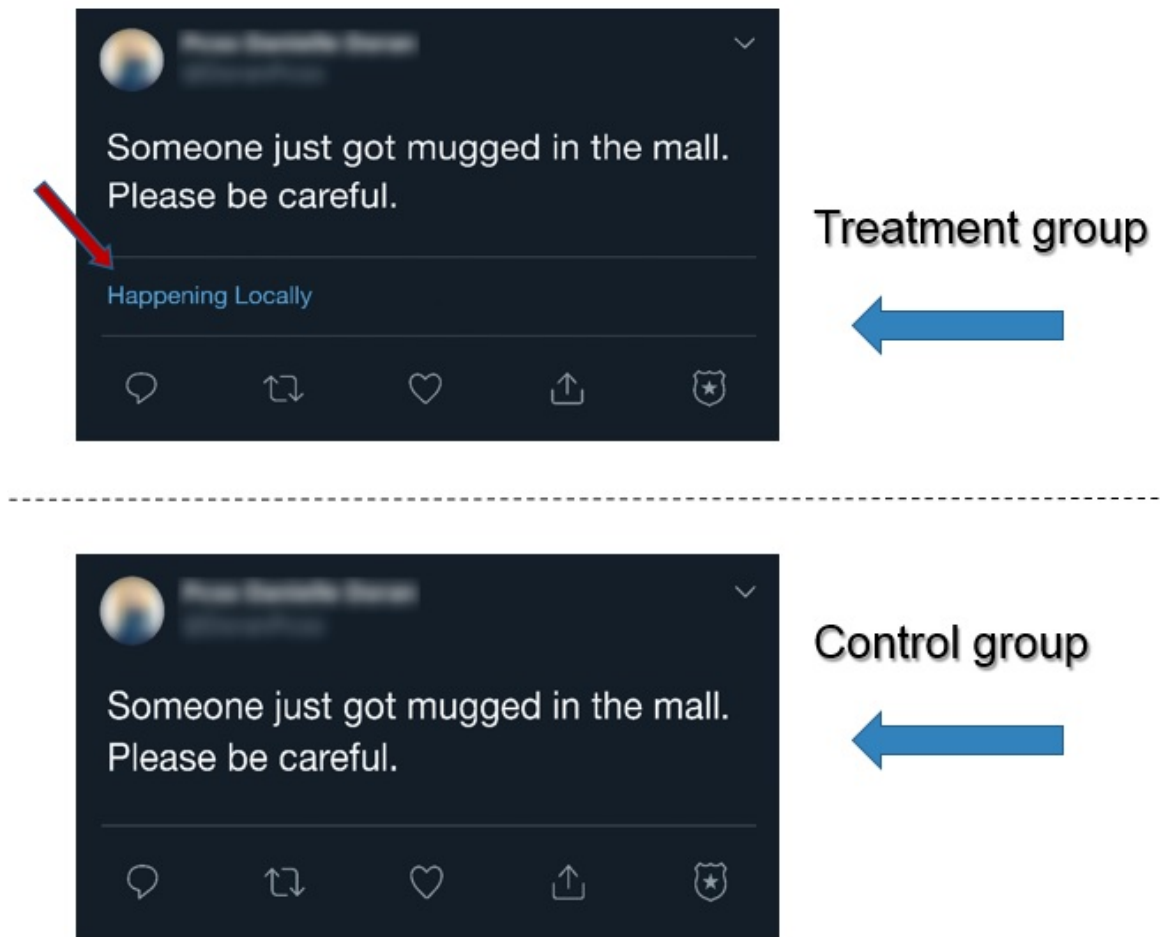 Someone just got mugged in the mall.
Please be careful.
Treatment group
Happening Locally
Someone just got mugged in the mall.
Please be careful.
Control group